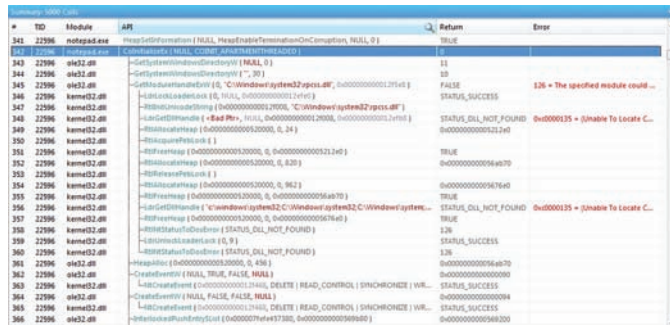 Summary: 5000 Calls
# TID Module API Return Error
341 22596 notepad.exe HeapSetInformation ( NULL, HeapEnableTerminationOnCorruption, NULL, 0 ) TRUE
342 22596 notepad.exe CoInitializeEx ( NULL, COINIT_APARTMENTTHREADED ) 0
343 22596 ole32.dll GetSystemWindowsDirectoryW ( NULL, 0 ) 11
344 22596 ole32.dll GetSystemWindowsDirectoryW ( "", 30 ) 10
345 22596 ole32.dll GetModuleHandleExW ( 0, "C:\Windows\system32\rpcss.dll", ) FALSE 126 = The specified module could ...
346 22596 kernel32.dll LdrLockLoaderLock ( 0, NULL, ) STATUS_SUCCESS
347 22596 kernel32.dll RtlInitUnicodeString ( "C:\Windows\system32\rpcss.dll" )
348 22596 kernel32.dll LdrGetDllHandle ( <Bad Ptr>, NULL, ) STATUS_DLL_NOT_FOUND 0xc0000135 = {Unable To Locate C...
349 22596 kernel32.dll RtlAllocateHeap ( 0x0000000000520000, 0, 24 ) 0x00000000005212e0
350 22596 kernel32.dll RtlAcquirePebLock ( )
351 22596 kernel32.dll RtlFreeHeap ( 0x0000000000520000, 0, 0x00000000005212e0 ) TRUE
352 22596 kernel32.dll RtlAllocateHeap ( 0x0000000000520000, 0, 820 ) 0x000000000056ab70
353 22596 kernel32.dll RtlReleasePebLock ( )
354 22596 kernel32.dll RtlAllocateHeap ( 0x0000000000520000, 0, 962 ) 0x00000000005676e0
355 22596 kernel32.dll RtlFreeHeap ( 0x0000000000520000, 0, 0x000000000056ab70 ) TRUE
356 22596 kernel32.dll LdrGetDllHandle ( "c:\windows\system32;C:\Windows\system;... STATUS_DLL_NOT_FOUND 0xc0000135 = {Unable To Locate C...
357 22596 kernel32.dll RtlFreeHeap ( 0x0000000000520000, 0, 0x00000000005676e0 ) TRUE
358 22596 kernel32.dll RtlNtStatusToDosError ( STATUS_DLL_NOT_FOUND ) 126
359 22596 kernel32.dll LdrUnlockLoaderLock ( 0, 9 ) STATUS_SUCCESS
360 22596 kernel32.dll RtlNtStatusToDosError ( STATUS_DLL_NOT_FOUND ) 126
361 22596 ole32.dll HeapAlloc ( 0x0000000000520000, 0, 456 ) 0x000000000056ab70
362 22596 ole32.dll CreateEventW ( NULL, TRUE, FALSE, NULL ) 0x0000000000000090
363 22596 kernel32.dll NtCreateEvent ( DELETE | READ_CONTROL | SYNCHRONIZE | WR... STATUS_SUCCESS
364 22596 ole32.dll CreateEventW ( NULL, FALSE, FALSE, NULL ) 0x0000000000000094
365 22596 kernel32.dll NtCreateEvent ( DELETE | READ_CONTROL | SYNCHRONIZE | WR... STATUS_SUCCESS
366 22596 ole32.dll InterlockedPushEntrySList ( 0x000007fefe457380, 0x0000000000569b00 ) 0x0000000000569200